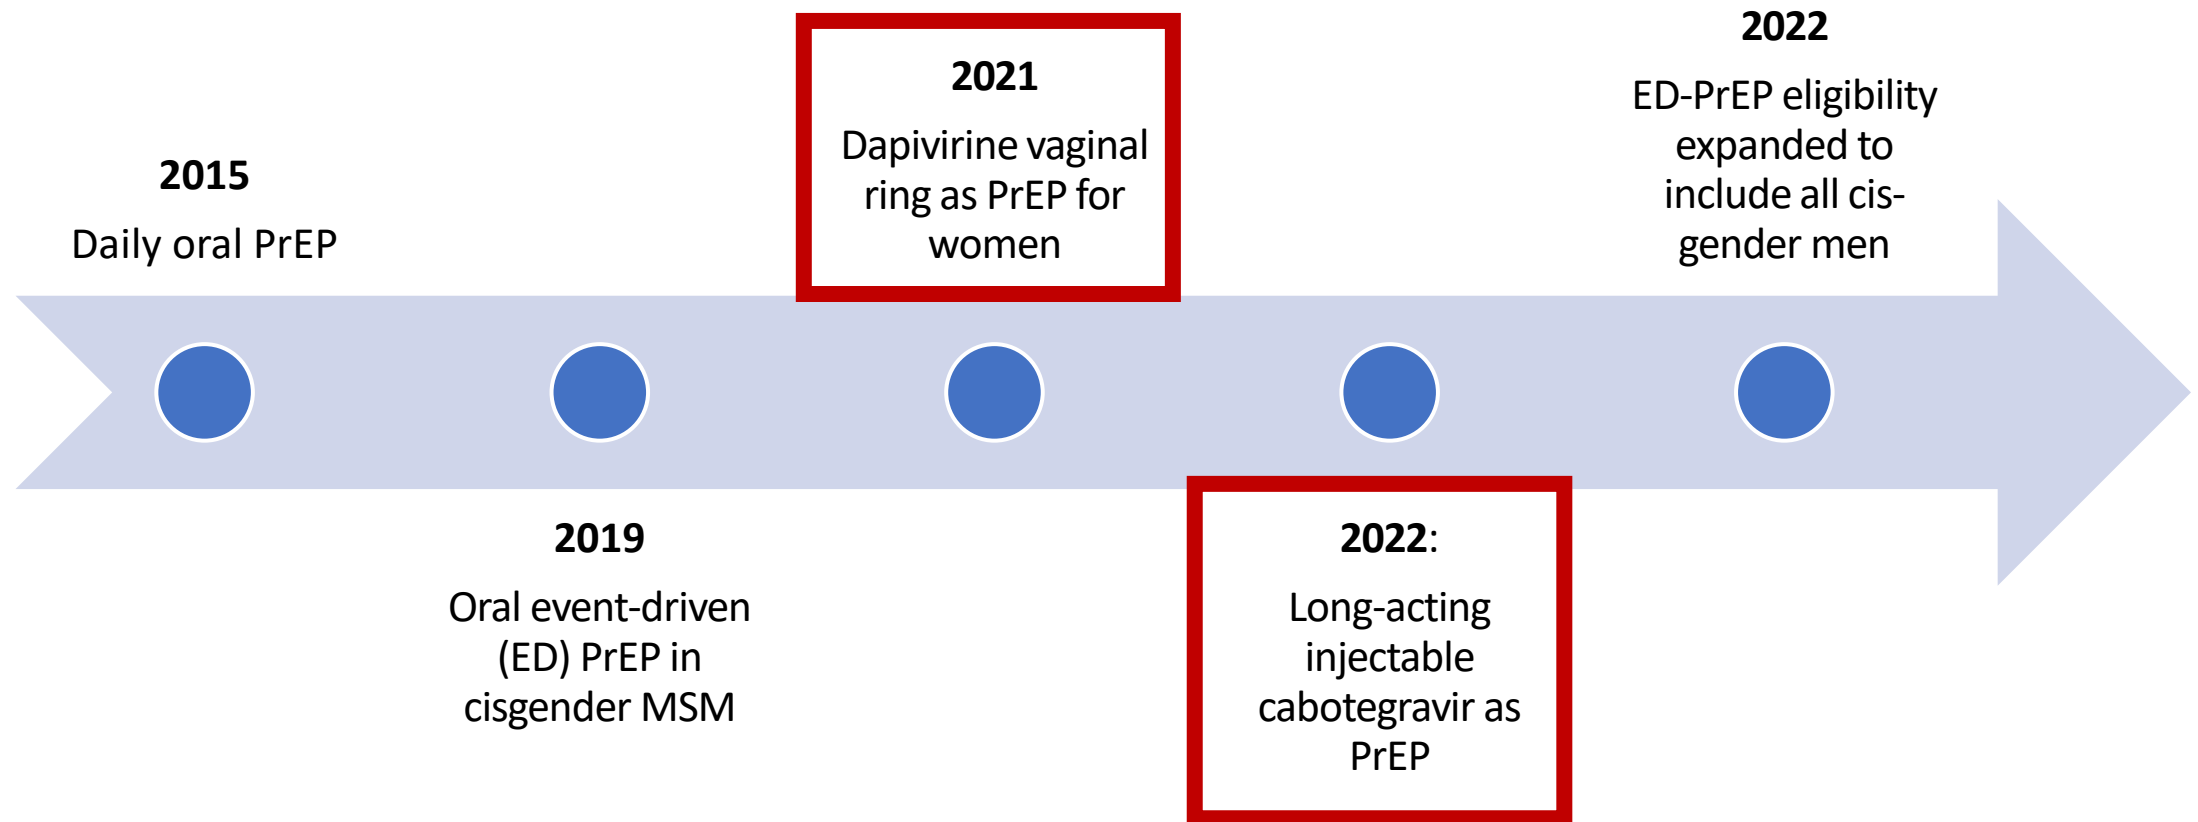 2015
Daily oral PrEP
2019
Oral event-driven
(ED) PrEP in
cisgender MSM
2021
Dapivirine vaginal
ring as PrEP for
women
2022:
Long-acting
injectable
cabotegravir as
PrEP
2022
ED-PrEP eligibility
expanded to
include all cis-
gender men